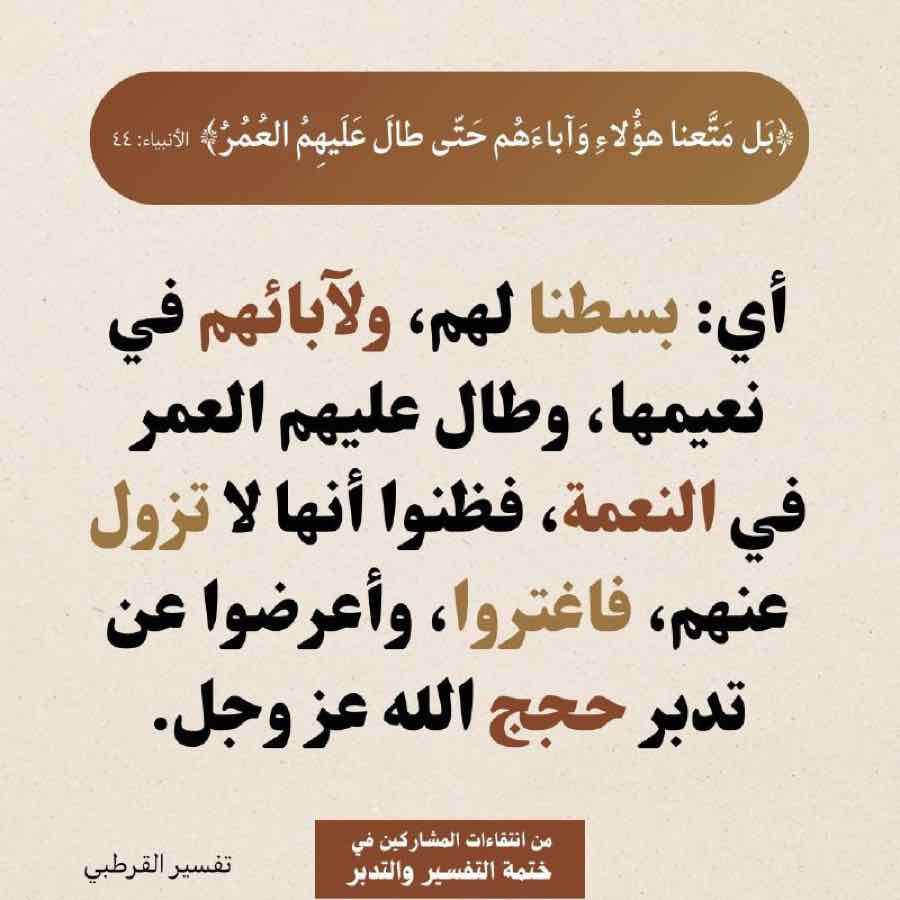 ﴿بَل مَتَّعنا هؤُلاءِ وَآباءَهُم حَتّى طالَ عَلَيهِمُ العُمُرُ﴾ الأنبياء: ٤٤
أي: بسطنا لهم، ولآبائهم في
نعيمها، وطال عليهم العمر
في النعمة، فظنوا أنها لا تزول
عنهم، فاغتروا، وأعرضوا عن
تدبر حجج الله عز وجل.
من انتقاءات المشاركين في
ختمة التفسير والتدبر
تفسير القرطبي